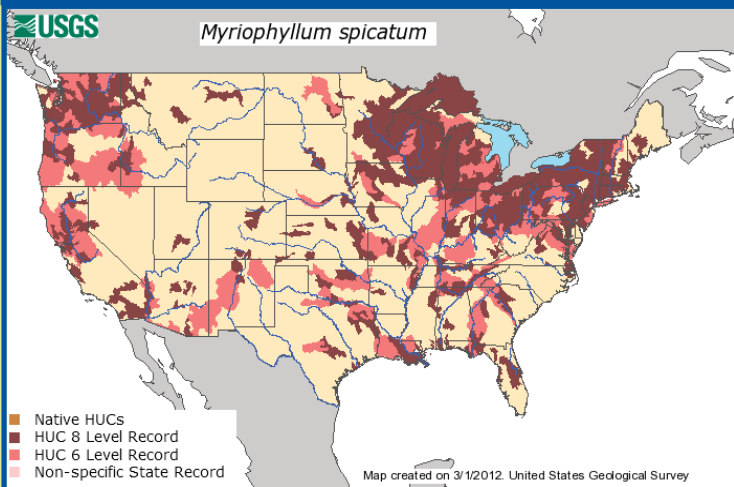 USGS
Myriophyllum spicatum
Native HUCs
HUC 8 Level Record
HUC 6 Level Record
Non-specific State Record
Map created on 3/1/2012. United States Geological Survey